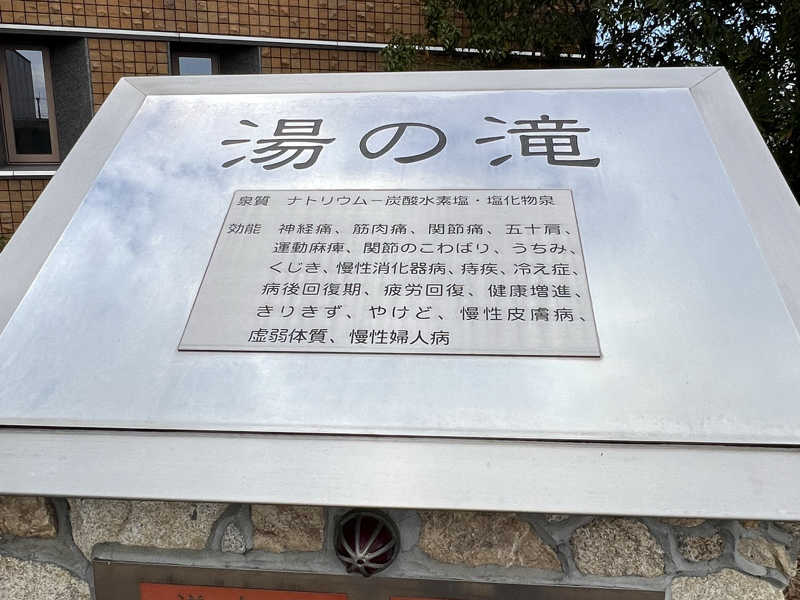 湯の滝
泉質 ナトリウムー炭酸水素塩・塩化物泉
効能 神経痛、筋肉痛、関節痛、五十肩、
運動麻痺、関節のこわばり、うちみ、
くじき、慢性消化器病、痔疾、冷え症、
病後回復期、疲労回復、健康増進、
きりきず、やけど、慢性皮膚病、
虚弱体質、慢性婦人病